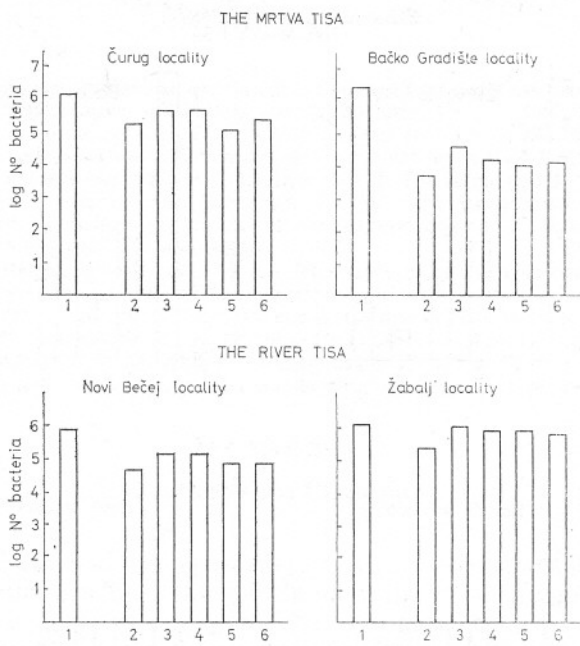 THE MRTVA TISA
Čurug locality
Bačko Gradište locality
log Nº bacteria
7
6
5
4
3
2
1
1 2 3 4 5 6
1 2 3 4 5 6
THE RIVER TISA
Novi Bečej locality
Žabalj locality
log Nº bacteria
6
5
4
3
2
1
1 2 3 4 5 6
1 2 3 4 5 6